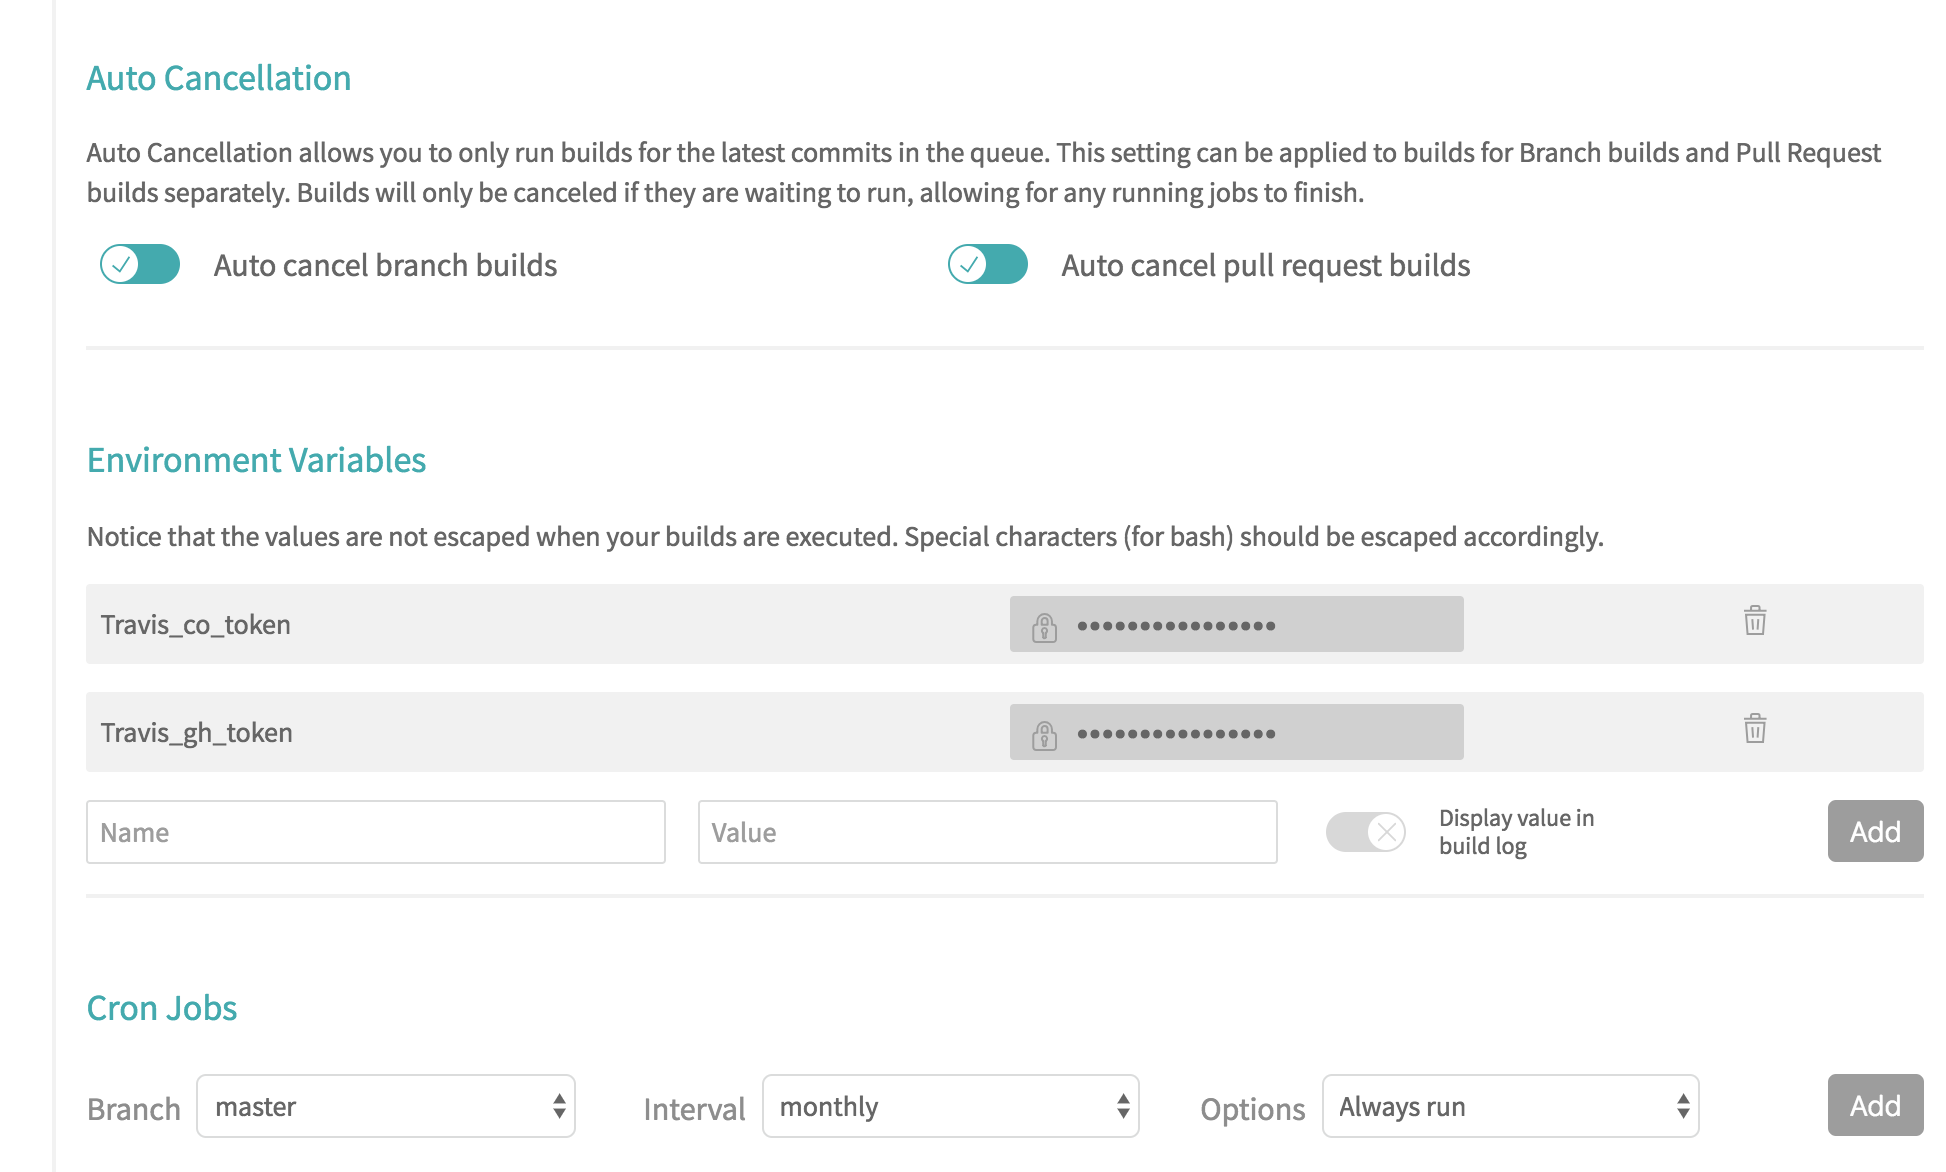 Auto Cancellation
Auto Cancellation allows you to only run builds for the latest commits in the queue. This setting can be applied to builds for Branch builds and Pull Request
builds separately. Builds will only be canceled if they are waiting to run, allowing for any running jobs to finish.
Auto cancel branch builds
Auto cancel pull request builds
Environment Variables
Notice that the values are not escaped when your builds are executed. Special characters (for bash) should be escaped accordingly.
Travis_co_token ••••••••••••••••
Travis_gh_token ••••••••••••••••
Name
Value
Display value in
build log
Add
Cron Jobs
Branch master Interval monthly Options Always run Add